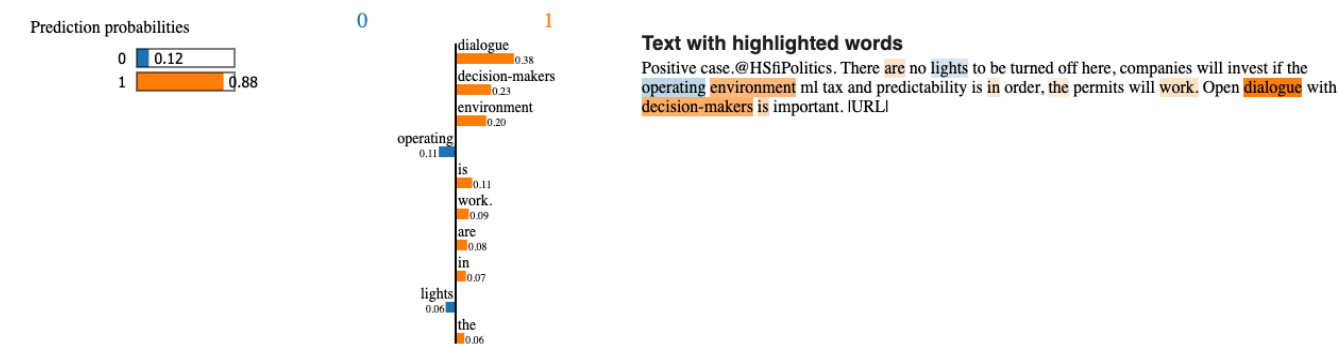 Prediction probabilities
0 0.12
1 0.88
0 1
dialogue
0.38
decision-makers
0.23
environment
0.20
operating
0.11
is
0.11
work.
0.09
are
0.08
in
0.07
lights
0.06
the
0.06
Text with highlighted words
Positive case.@HSfiPolitics. There are no lights to be turned off here, companies will invest if the
operating environment ml tax and predictability is in order, the permits will work. Open dialogue with
decision-makers is important. |URL|